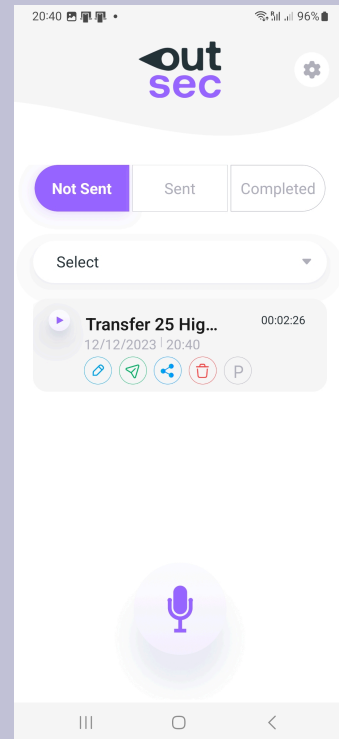 20:40 96%
out
sec
Not Sent Sent Completed
Select
Transfer 25 Hig... 00:02:26
12/12/2023 20:40
P